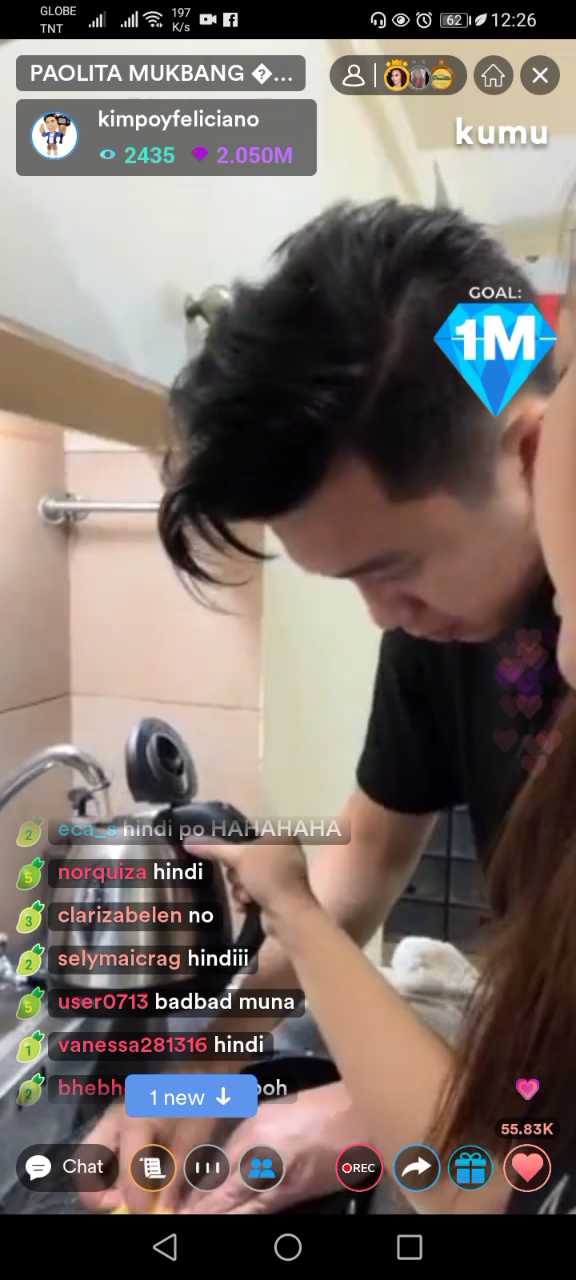 GLOBE
TNT
197
K/s
62
12:26
PAOLITA MUKBANG �...
kimpoyfeliciano
2435 2.050M
kumu
GOAL:
1M
2 eca_s hindi po HAHAHAHA
5 norquiza hindi
3 clarizabelen no
2 selymaicrag hindiii
5 user0713 badbad muna
1 vanessa281316 hindi
2 bhebh
1 new ↓
55.83K
Chat
REC